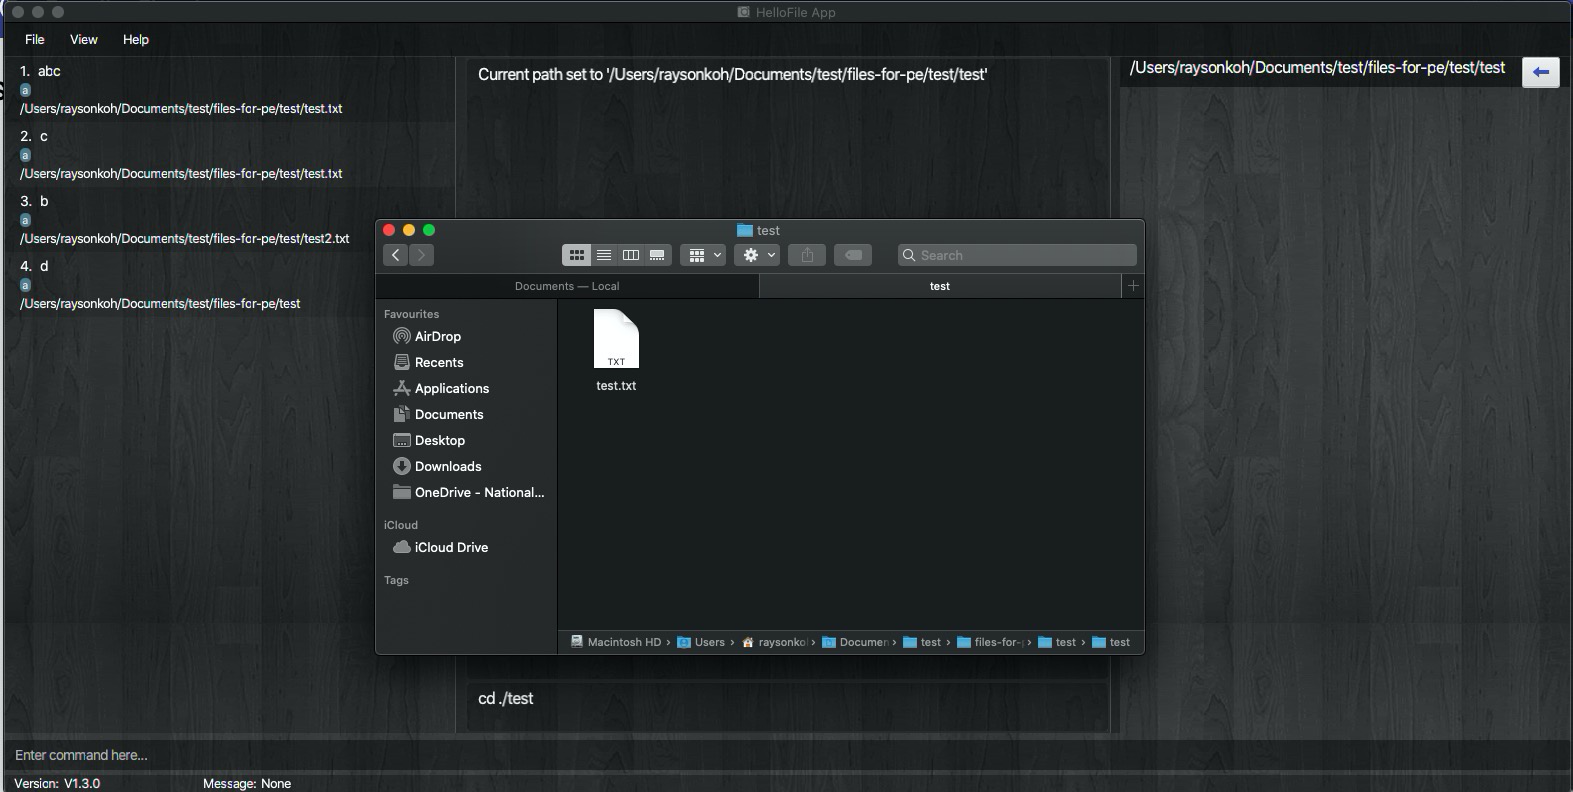 HelloFile App
File View Help
1. abc
a
/Users/raysonkoh/Documents/test/files-for-pe/test/test.txt
2. c
a
/Users/raysonkoh/Documents/test/files-for-pe/test/test.txt
3. b
a
/Users/raysonkoh/Documents/test/files-for-pe/test/test2.txt
4. d
a
/Users/raysonkoh/Documents/test/files-for-pe/test
Current path set to '/Users/raysonkoh/Documents/test/files-for-pe/test/test'
/Users/raysonkoh/Documents/test/files-for-pe/test/test
test
Search
Documents — Local
test
Favourites
AirDrop
Recents
Applications
Documents
Desktop
Downloads
OneDrive - National...
iCloud
iCloud Drive
Tags
TXT
test.txt
Macintosh HD › Users › raysonko › Documen › test › files-for- › test › test
cd ./test
Enter command here...
Version: V1.3.0 Message: None